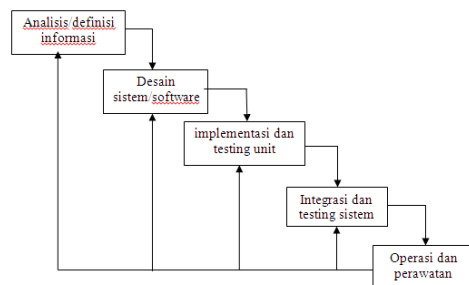 Analisis/definisi
informasi
Desain
sistem/software
implementasi dan
testing unit
Integrasi dan
testing sistem
Operasi dan
perawatan